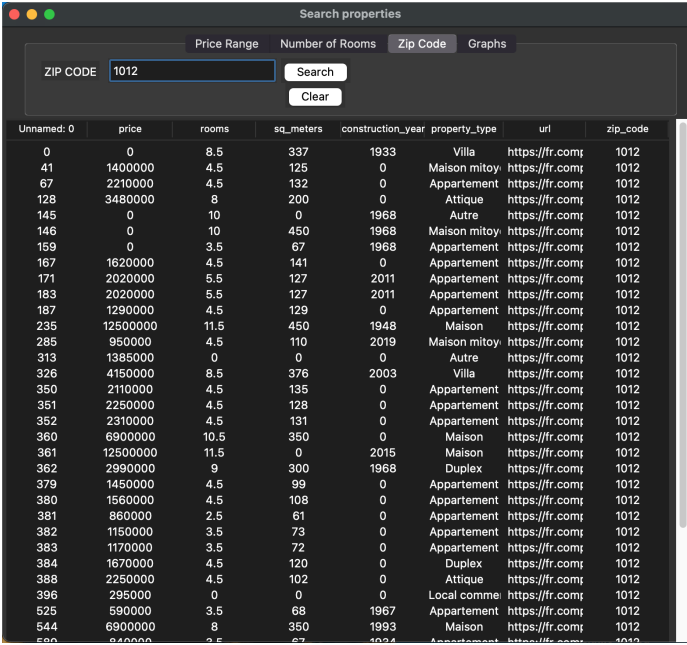 Search properties
Price Range Number of Rooms Zip Code Graphs
ZIP CODE 1012 Search
Clear
Unnamed: 0 price rooms sq_meters construction_year property_type url zip_code
0 0 8.5 337 1933 Villa https://fr.comp 1012
41 1400000 4.5 125 0 Maison mitoy 1012 https://fr.comp
67 2210000 4.5 132 0 Appartement https://fr.comp 1012
128 3480000 8 200 0 Attique https://fr.comp 1012
145 0 10 0 1968 Autre https://fr.comp 1012
146 0 10 450 1968 Maison mitoy https://fr.comp 1012
159 0 3.5 67 1968 Appartement https://fr.comp 1012
167 1620000 4.5 141 0 Appartement https://fr.comp 1012
171 2020000 5.5 127 2011 Appartement https://fr.comp 1012
183 2020000 5.5 127 2011 Appartement https://fr.comp 1012
187 1290000 4.5 129 0 Appartement https://fr.comp 1012
235 12500000 11.5 450 1948 Maison https://fr.comp 1012
285 950000 4.5 110 2019 Maison mitoy https://fr.comp 1012
313 1385000 0 0 0 Autre https://fr.comp 1012
326 4150000 8.5 376 2003 Villa https://fr.comp 1012
350 2110000 4.5 135 0 Appartement https://fr.comp 1012
351 2250000 4.5 128 0 Appartement https://fr.comp 1012
352 2310000 4.5 131 0 Appartement https://fr.comp 1012
360 6900000 10.5 350 0 Maison https://fr.comp 1012
361 12500000 11.5 0 2015 Maison https://fr.comp 1012
362 2990000 9 300 1968 Duplex https://fr.comp 1012
379 1450000 4.5 99 0 Appartement https://fr.comp 1012
380 1560000 4.5 108 0 Appartement https://fr.comp 1012
381 860000 2.5 61 0 Appartement https://fr.comp 1012
382 1150000 3.5 73 0 Appartement https://fr.comp 1012
383 1170000 3.5 72 0 Appartement https://fr.comp 1012
384 1670000 4.5 120 0 Duplex https://fr.comp 1012
388 2250000 4.5 102 0 Attique https://fr.comp 1012
396 295000 0 0 0 Local comme https://fr.comp 1012
525 590000 3.5 68 1967 Appartement https://fr.comp 1012
544 6900000 8 350 1993 Maison https://fr.comp 1012
589 840000 3.5 67 1934 Appartement https://fr.comp 1012